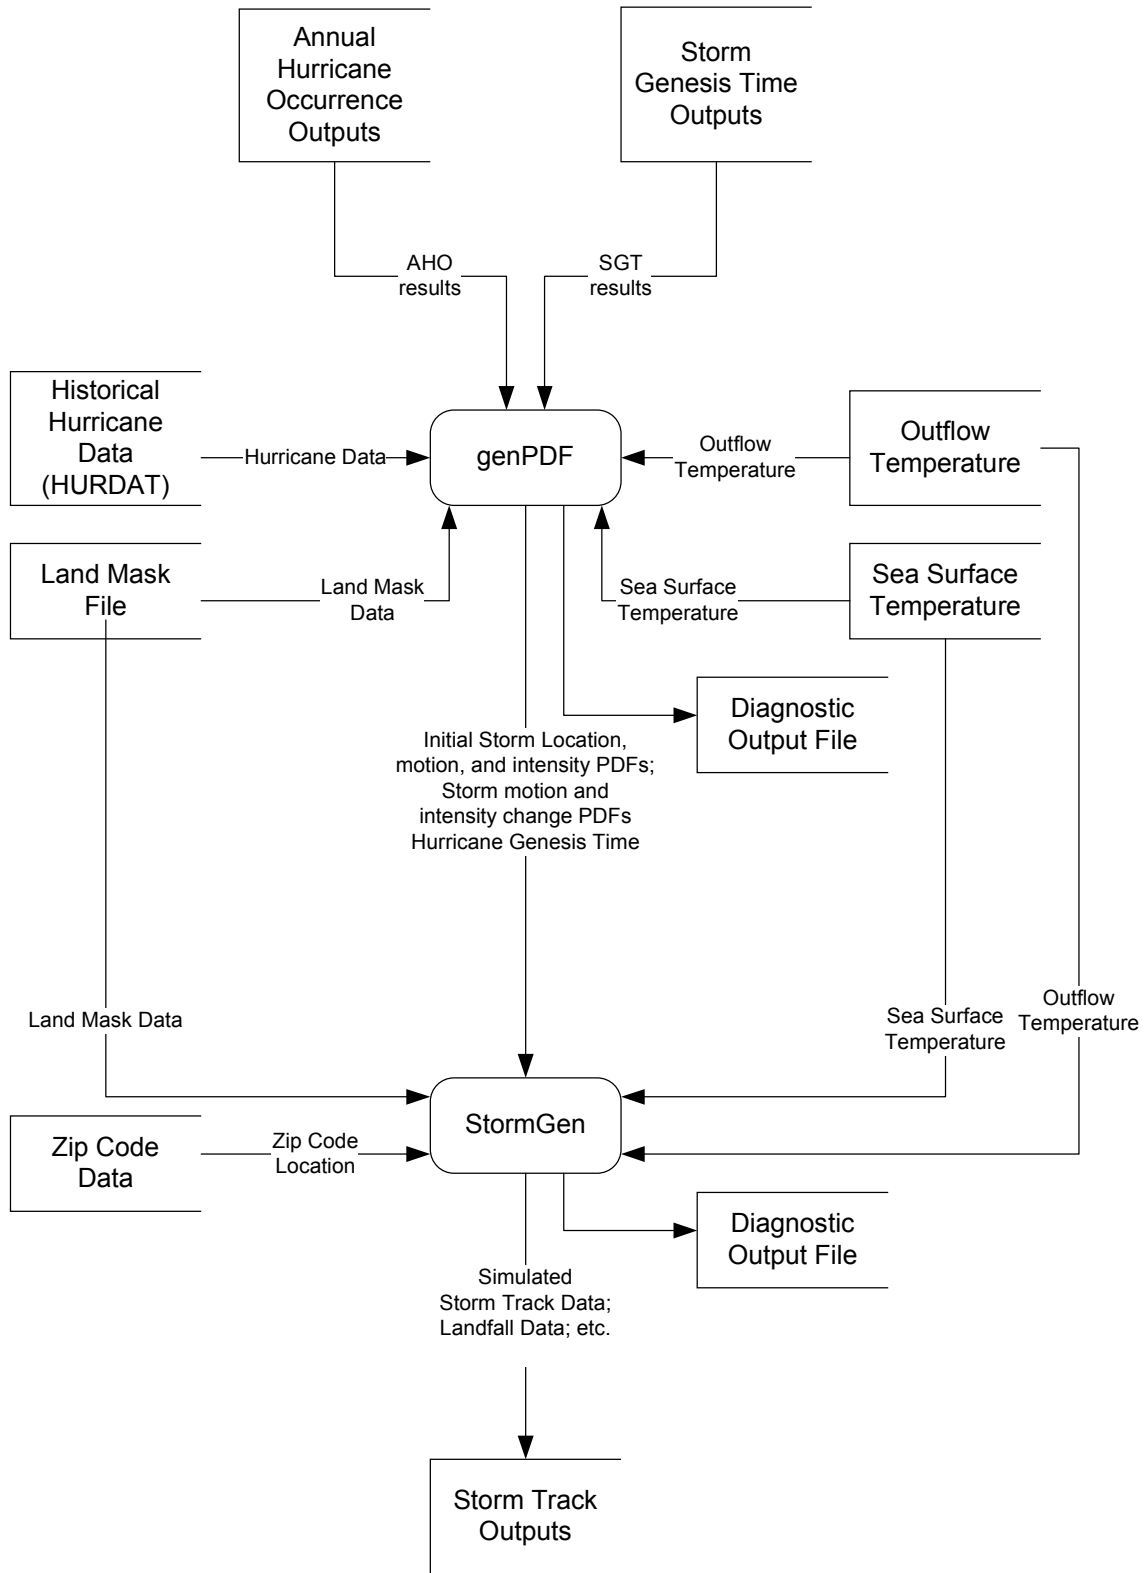 Annual
Hurricane
Occurrence
Outputs
Storm
Genesis Time
Outputs
AHO
results
SGT
results
Historical
Hurricane
Data
(HURDAT)
Hurricane Data
genPDF
Outflow
Temperature
Outflow
Temperature
Land Mask
File
Land Mask
Data
Sea Surface
Temperature
Sea Surface
Temperature
Diagnostic
Output File
Initial Storm Location,
motion, and intensity PDFs;
Storm motion and
intensity change PDFs
Hurricane Genesis Time
Land Mask Data
Sea Surface
Temperature
Outflow
Temperature
Zip Code
Data
Zip Code
Location
StormGen
Diagnostic
Output File
Simulated
Storm Track Data;
Landfall Data; etc.
Storm Track
Outputs